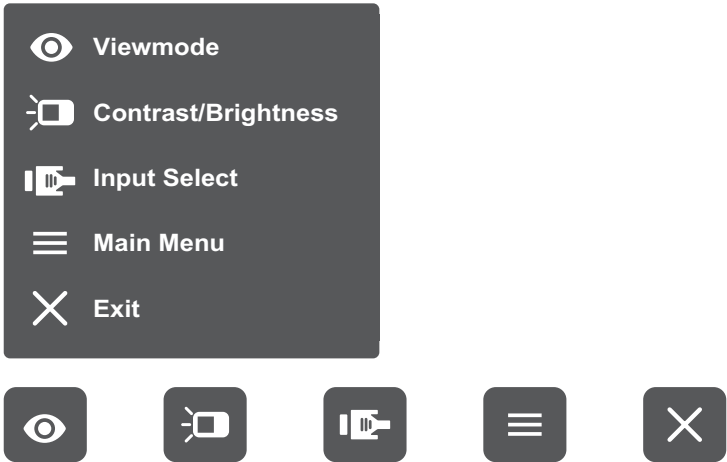 Viewmode
Contrast/Brightness
Input Select
Main Menu
Exit